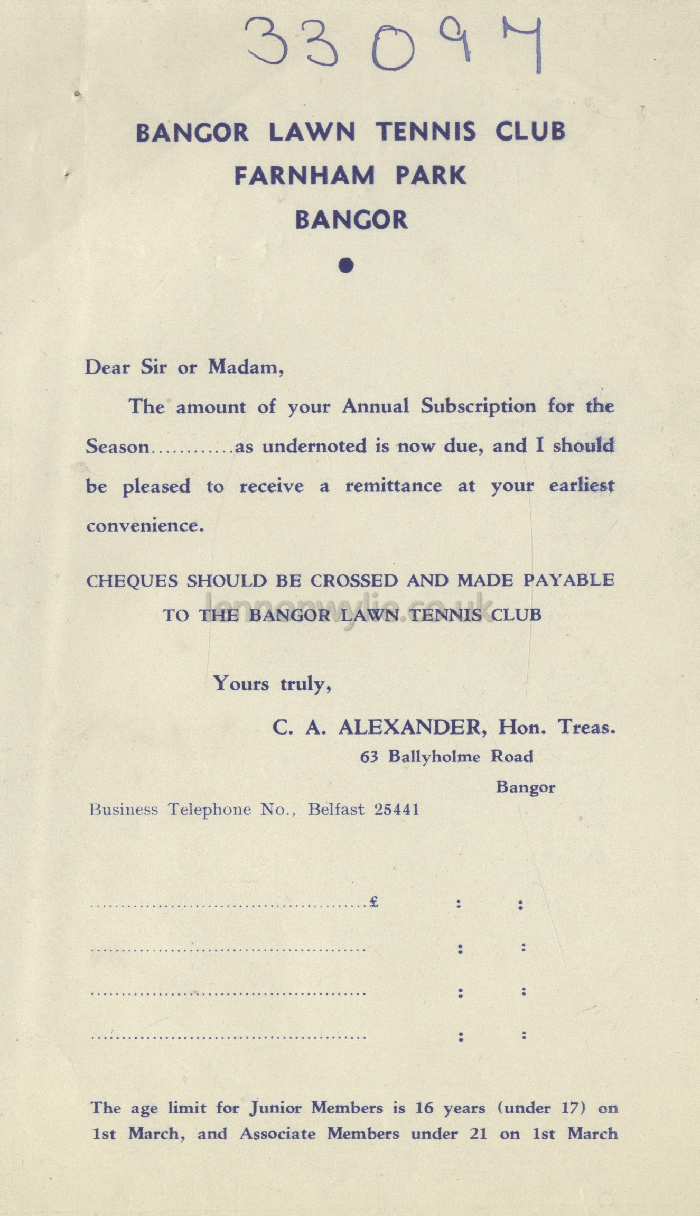 33097
BANGOR LAWN TENNIS CLUB
FARNHAM PARK
BANGOR
Dear Sir or Madam,
The amount of your Annual Subscription for the
Season............as undernoted is now due, and I should
be pleased to receive a remittance at your earliest
convenience.
CHEQUES SHOULD BE CROSSED AND MADE PAYABLE
TO THE BANGOR LAWN TENNIS CLUB
lennonwylie.co.uk
Yours truly,
C. A. ALEXANDER, Hon. Treas.
63 Ballyholme Road
Bangor
Business Telephone No., Belfast 25441
........................................£ : :
........................................ : :
........................................ : :
........................................ : :
The age limit for Junior Members is 16 years (under 17) on
1st March, and Associate Members under 21 on 1st March